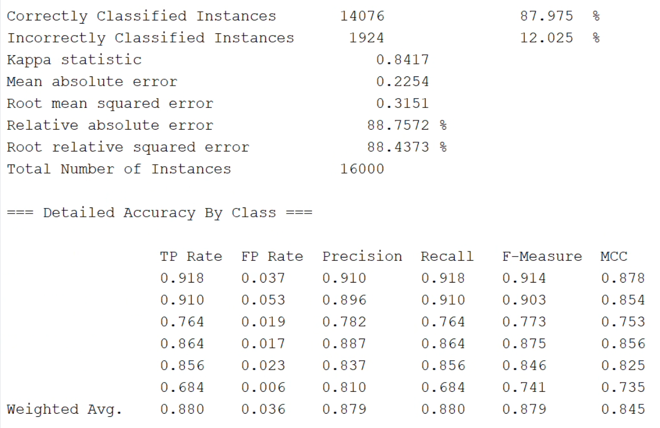 Correctly Classified Instances 14076 87.975 %
Incorrectly Classified Instances 1924 12.025 %
Kappa statistic 0.8417
Mean absolute error 0.2254
Root mean squared error 0.3151
Relative absolute error 88.7572 %
Root relative squared error 88.4373 %
Total Number of Instances 16000
=== Detailed Accuracy By Class ===
TP Rate FP Rate Precision Recall F-Measure MCC
0.918 0.037 0.910 0.918 0.914 0.878
0.910 0.053 0.896 0.910 0.903 0.854
0.764 0.019 0.782 0.764 0.773 0.753
0.864 0.017 0.887 0.864 0.875 0.856
0.856 0.023 0.837 0.856 0.846 0.825
0.684 0.006 0.810 0.684 0.741 0.735
Weighted Avg. 0.880 0.036 0.879 0.880 0.879 0.845